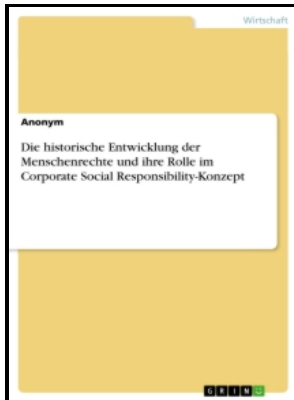 Wirtschaft
Anonym
Die historische Entwicklung der
Menschenrechte und ihre Rolle im
Corporate Social Responsibility-Konzept
GRIN